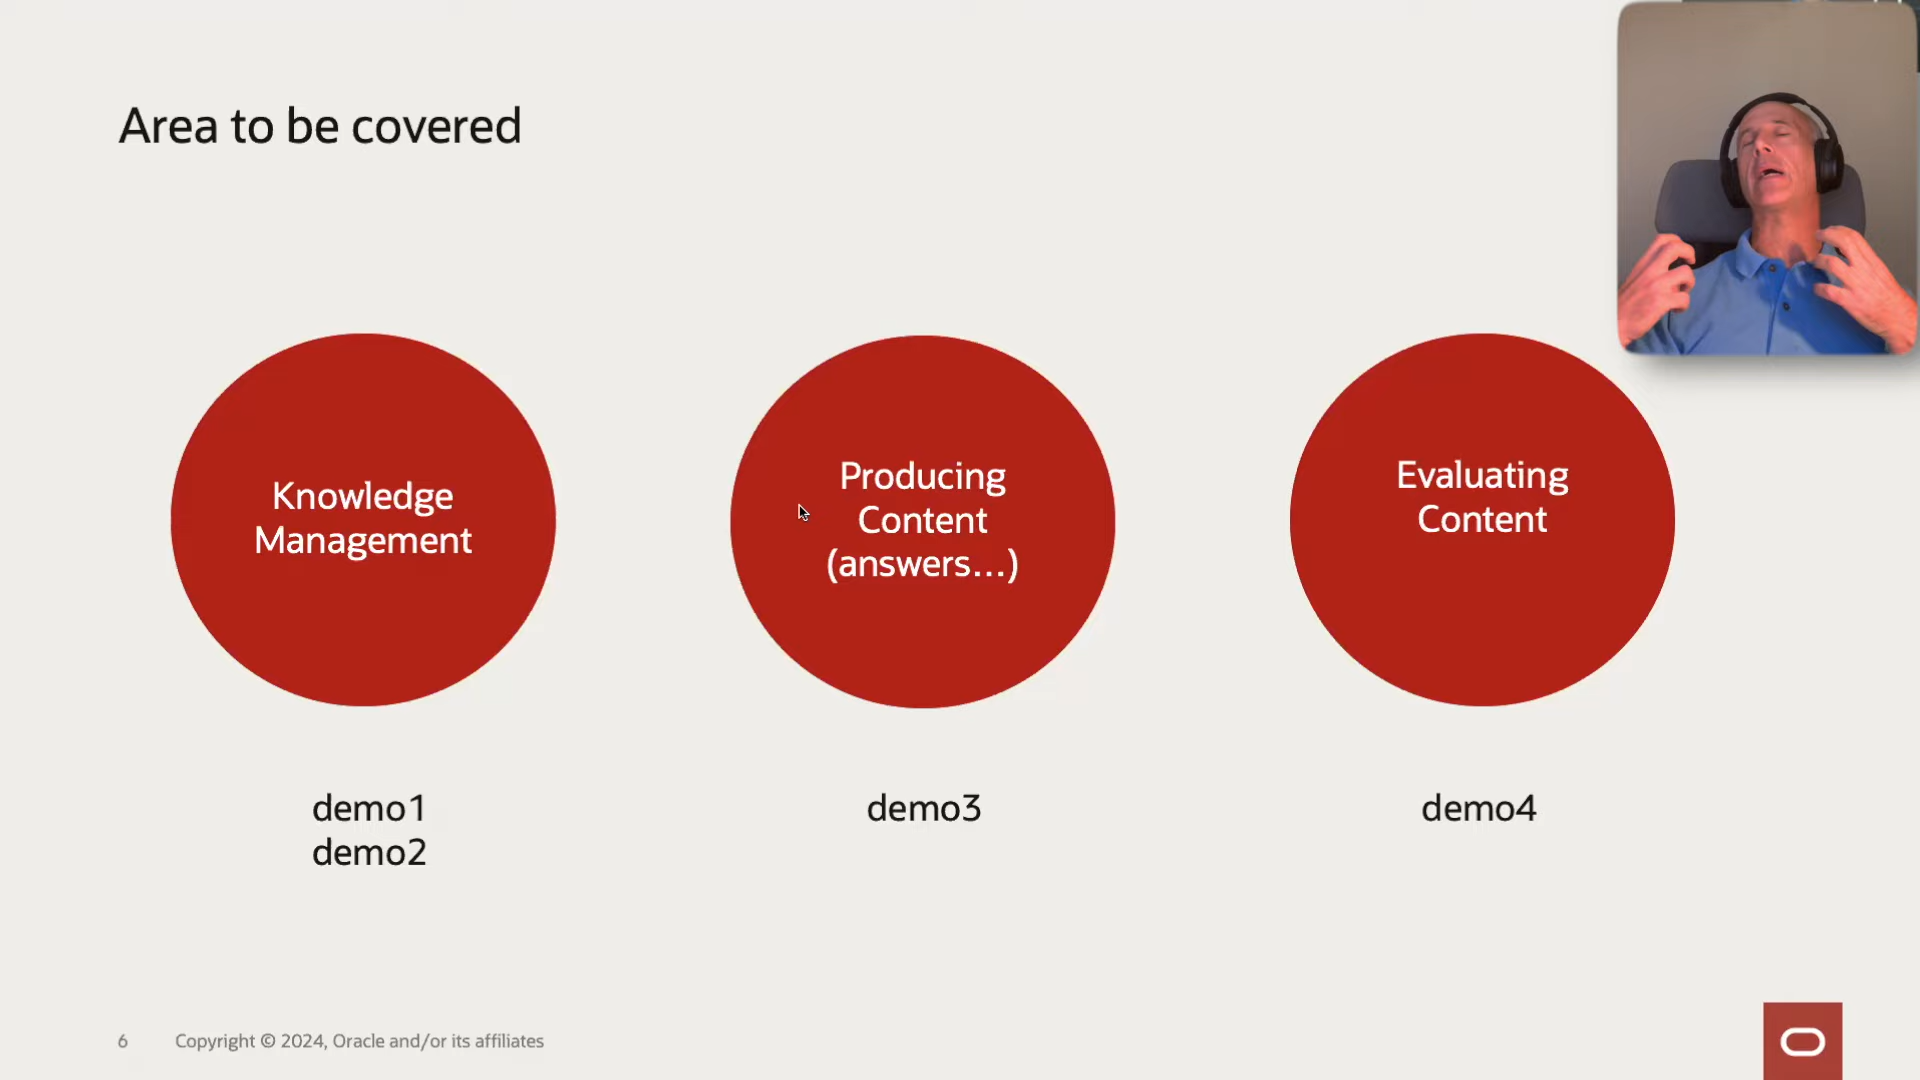 Area to be covered
Knowledge
Management
Producing
Content
(answers...)
Evaluating
Content
demo1
demo2
demo3
demo4
6
Copyright © 2024, Oracle and/or its affiliates